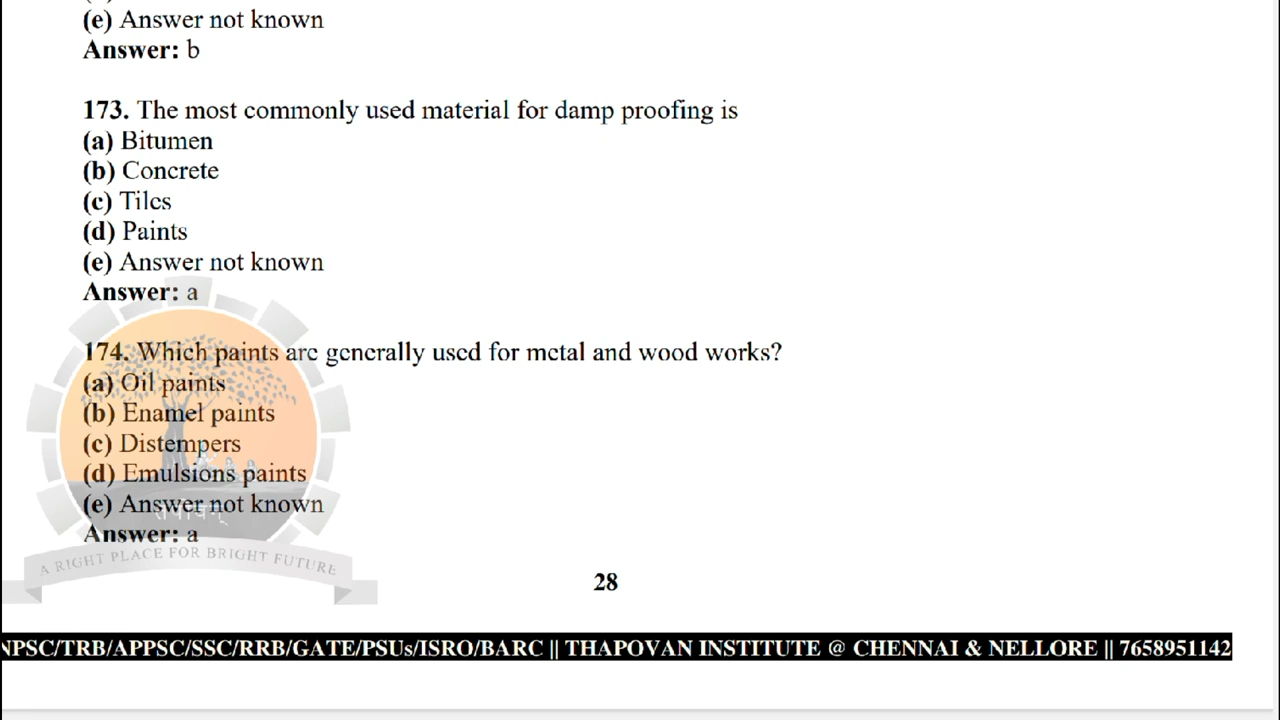 (e) Answer not known
Answer: b
173. The most commonly used material for damp proofing is
(a) Bitumen
(b) Concrete
(c) Tiles
(d) Paints
(e) Answer not known
Answer: a
174. Which paints are generally used for metal and wood works?
(a) Oil paints
(b) Enamel paints
(c) Distempers
(d) Emulsions paints
(e) Answer not known
Answer: a
A RIGHT PLACE FOR BRIGHT FUTURE
28
NPSC/TRB/APPSC/SSC/RRB/GATE/PSUs/ISRO/BARC || THAPOVAN INSTITUTE @ CHENNAI & NELLORE || 7658951142